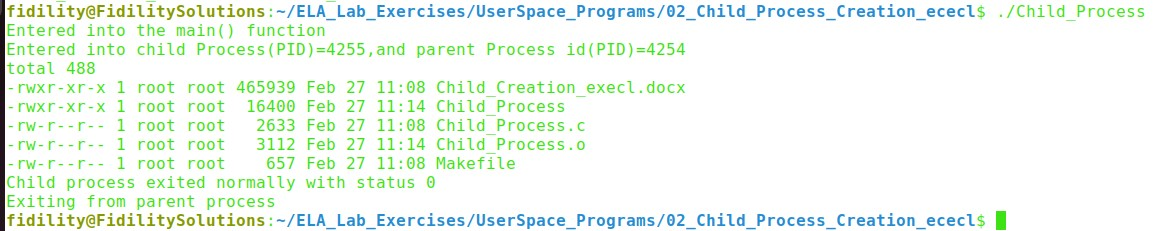 fidility@FidilitySolutions:~/ELA_Lab_Exercises/UserSpace_Programs/02_Child_Process_Creation_ececl$ ./Child_Process
Entered into the main() function
Entered into child Process(PID)=4255,and parent Process id(PID)=4254
total 488
-rwxr-xr-x 1 root root 465939 Feb 27 11:08 Child_Creation_execl.docx
-rwxr-xr-x 1 root root  16400 Feb 27 11:14 Child_Process
-rw-r--r-- 1 root root   2633 Feb 27 11:08 Child_Process.c
-rw-r--r-- 1 root root   3112 Feb 27 11:14 Child_Process.o
-rw-r--r-- 1 root root    657 Feb 27 11:08 Makefile
Child process exited normally with status 0
Exiting from parent process
fidility@FidilitySolutions:~/ELA_Lab_Exercises/UserSpace_Programs/02_Child_Process_Creation_ececl$